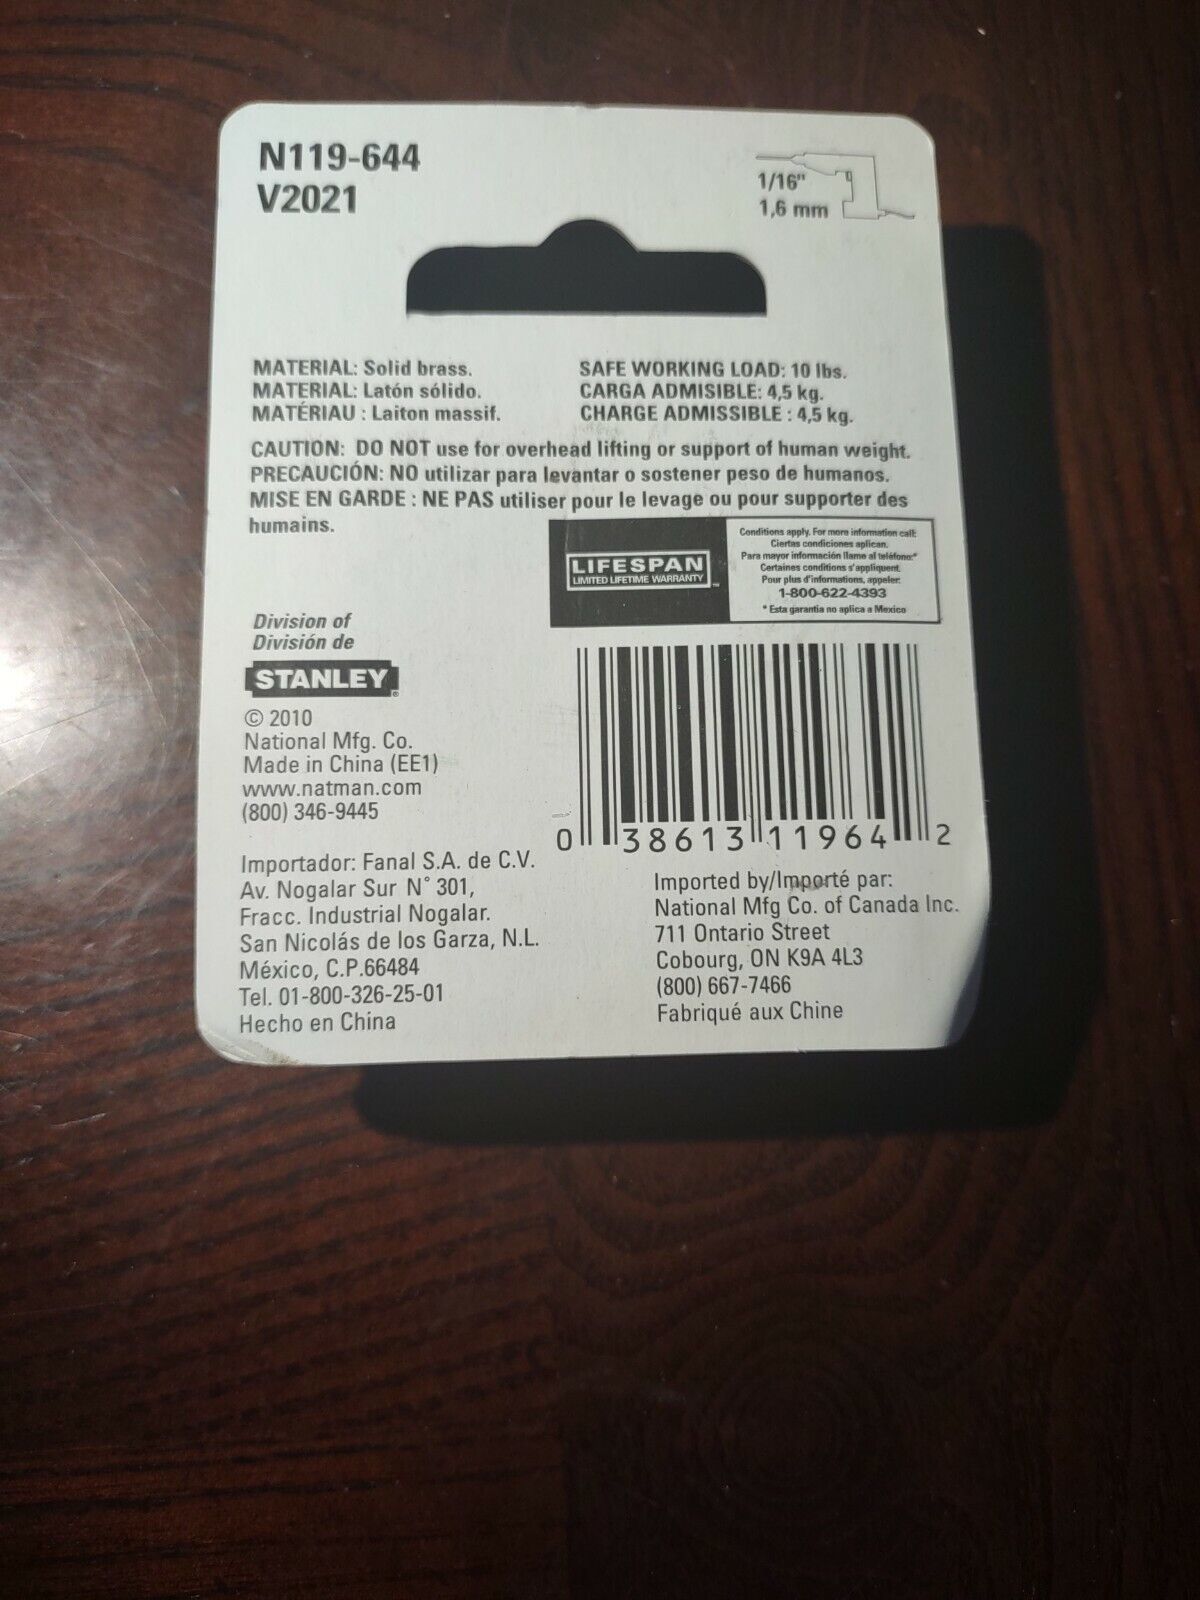 N119-644
V2021
1/16"
1,6 mm
MATERIAL: Solid brass.
MATERIAL: Latón sólido.
MATÉRIAU : Laiton massif.
SAFE WORKING LOAD: 10 lbs.
CARGA ADMISIBLE: 4,5 kg.
CHARGE ADMISSIBLE : 4,5 kg.
CAUTION: DO NOT use for overhead lifting or support of human weight.
PRECAUCIÓN: NO utilizar para levantar o sostener peso de humanos.
MISE EN GARDE : NE PAS utiliser pour le levage ou pour supporter des
humains.
LIFESPAN
LIMITED LIFETIME WARRANTY ™
Conditions apply. For more information call:
Ciertas condiciones aplican.
Para mayor información llame al teléfono:*
Certaines conditions s'appliquent.
Pour plus d'informations, appeler:
1-800-622-4393
* Esta garantia no aplica a Mexico
Division of
División de
STANLEY®
© 2010
National Mfg. Co.
Made in China (EE1)
www.natman.com
(800) 346-9445
0 38613 11964 2
Importador: Fanal S.A. de C.V.
Av. Nogalar Sur N° 301,
Fracc. Industrial Nogalar.
San Nicolás de los Garza, N.L.
México, C.P.66484
Tel. 01-800-326-25-01
Hecho en China
Imported by/Importé par:
National Mfg Co. of Canada Inc.
711 Ontario Street
Cobourg, ON K9A 4L3
(800) 667-7466
Fabriqué aux Chine